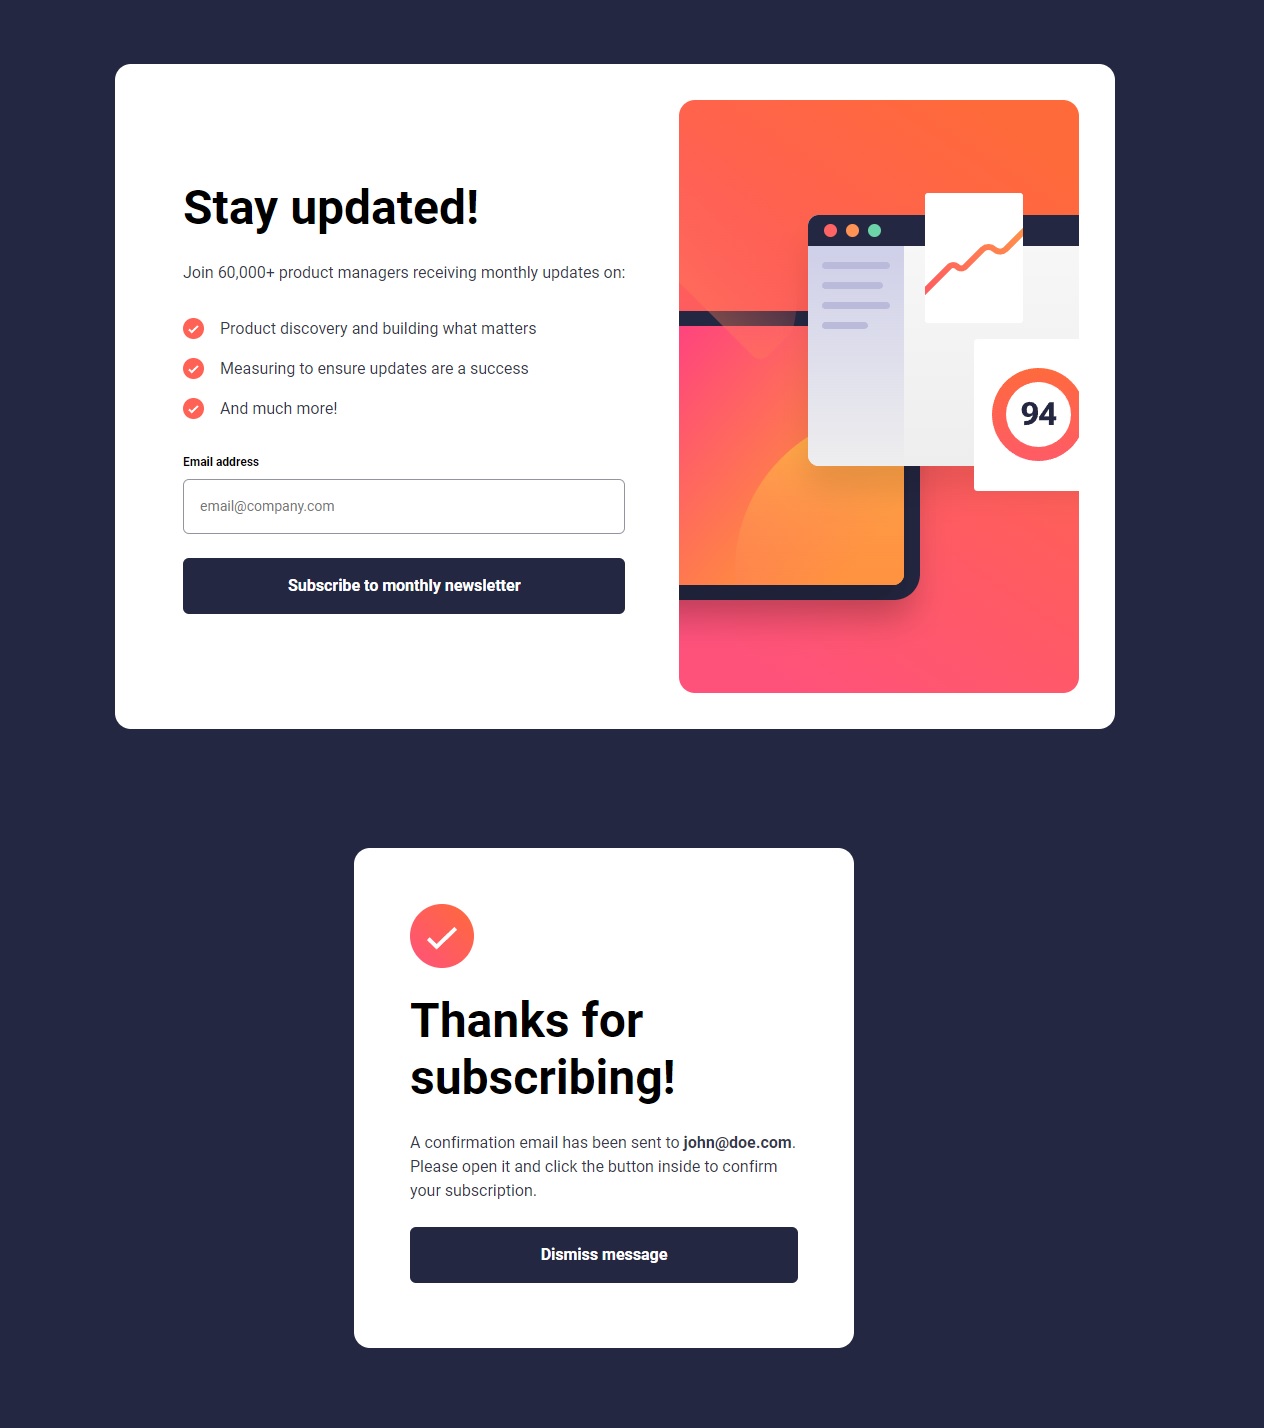 Stay updated!
Join 60,000+ product managers receiving monthly updates on:
Product discovery and building what matters
Measuring to ensure updates are a success
And much more!
Email address
email@company.com
Subscribe to monthly newsletter
94
Thanks for
subscribing!
A confirmation email has been sent to john@doe.com.
Please open it and click the button inside to confirm
your subscription.
Dismiss message